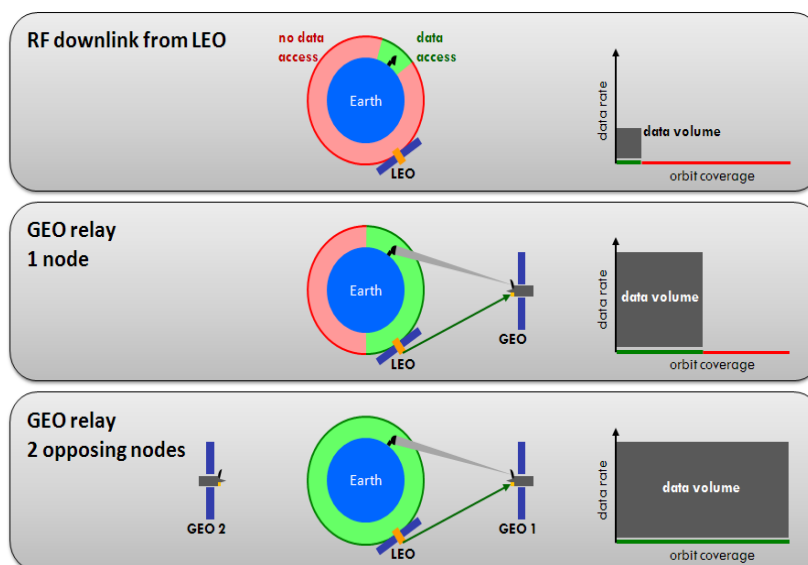 RF downlink from LEO
no data
access
data
access
Earth
LEO
data rate
data volume
orbit coverage
GEO relay
1 node
Earth
LEO
GEO
data rate
data volume
orbit coverage
GEO relay
2 opposing nodes
GEO 2
Earth
LEO
GEO 1
data rate
data volume
orbit coverage